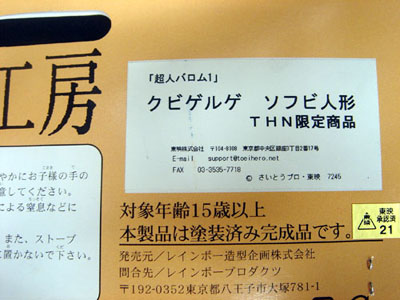 工房
「超人バロム1」
クビゲルゲ ソフビ人形
THN限定商品
東映株式会社 〒104-8108 東京都中央区銀座3丁目2番17号
E-mail support@toeihero.net
FAX 03-3535-7718
© さいとうプロ・東映 7245
やかにお子様の手の
意してください。
による窒息などに
また、ストーブ
に置かないで下さい。
対象年齢15歳以上
本製品は塗装済み完成品です。
東映
承認済
21
発売元/レインボー造型企画株式会社
問合先/レインボープロダクツ
〒192-0352東京都八王子市大塚781-1